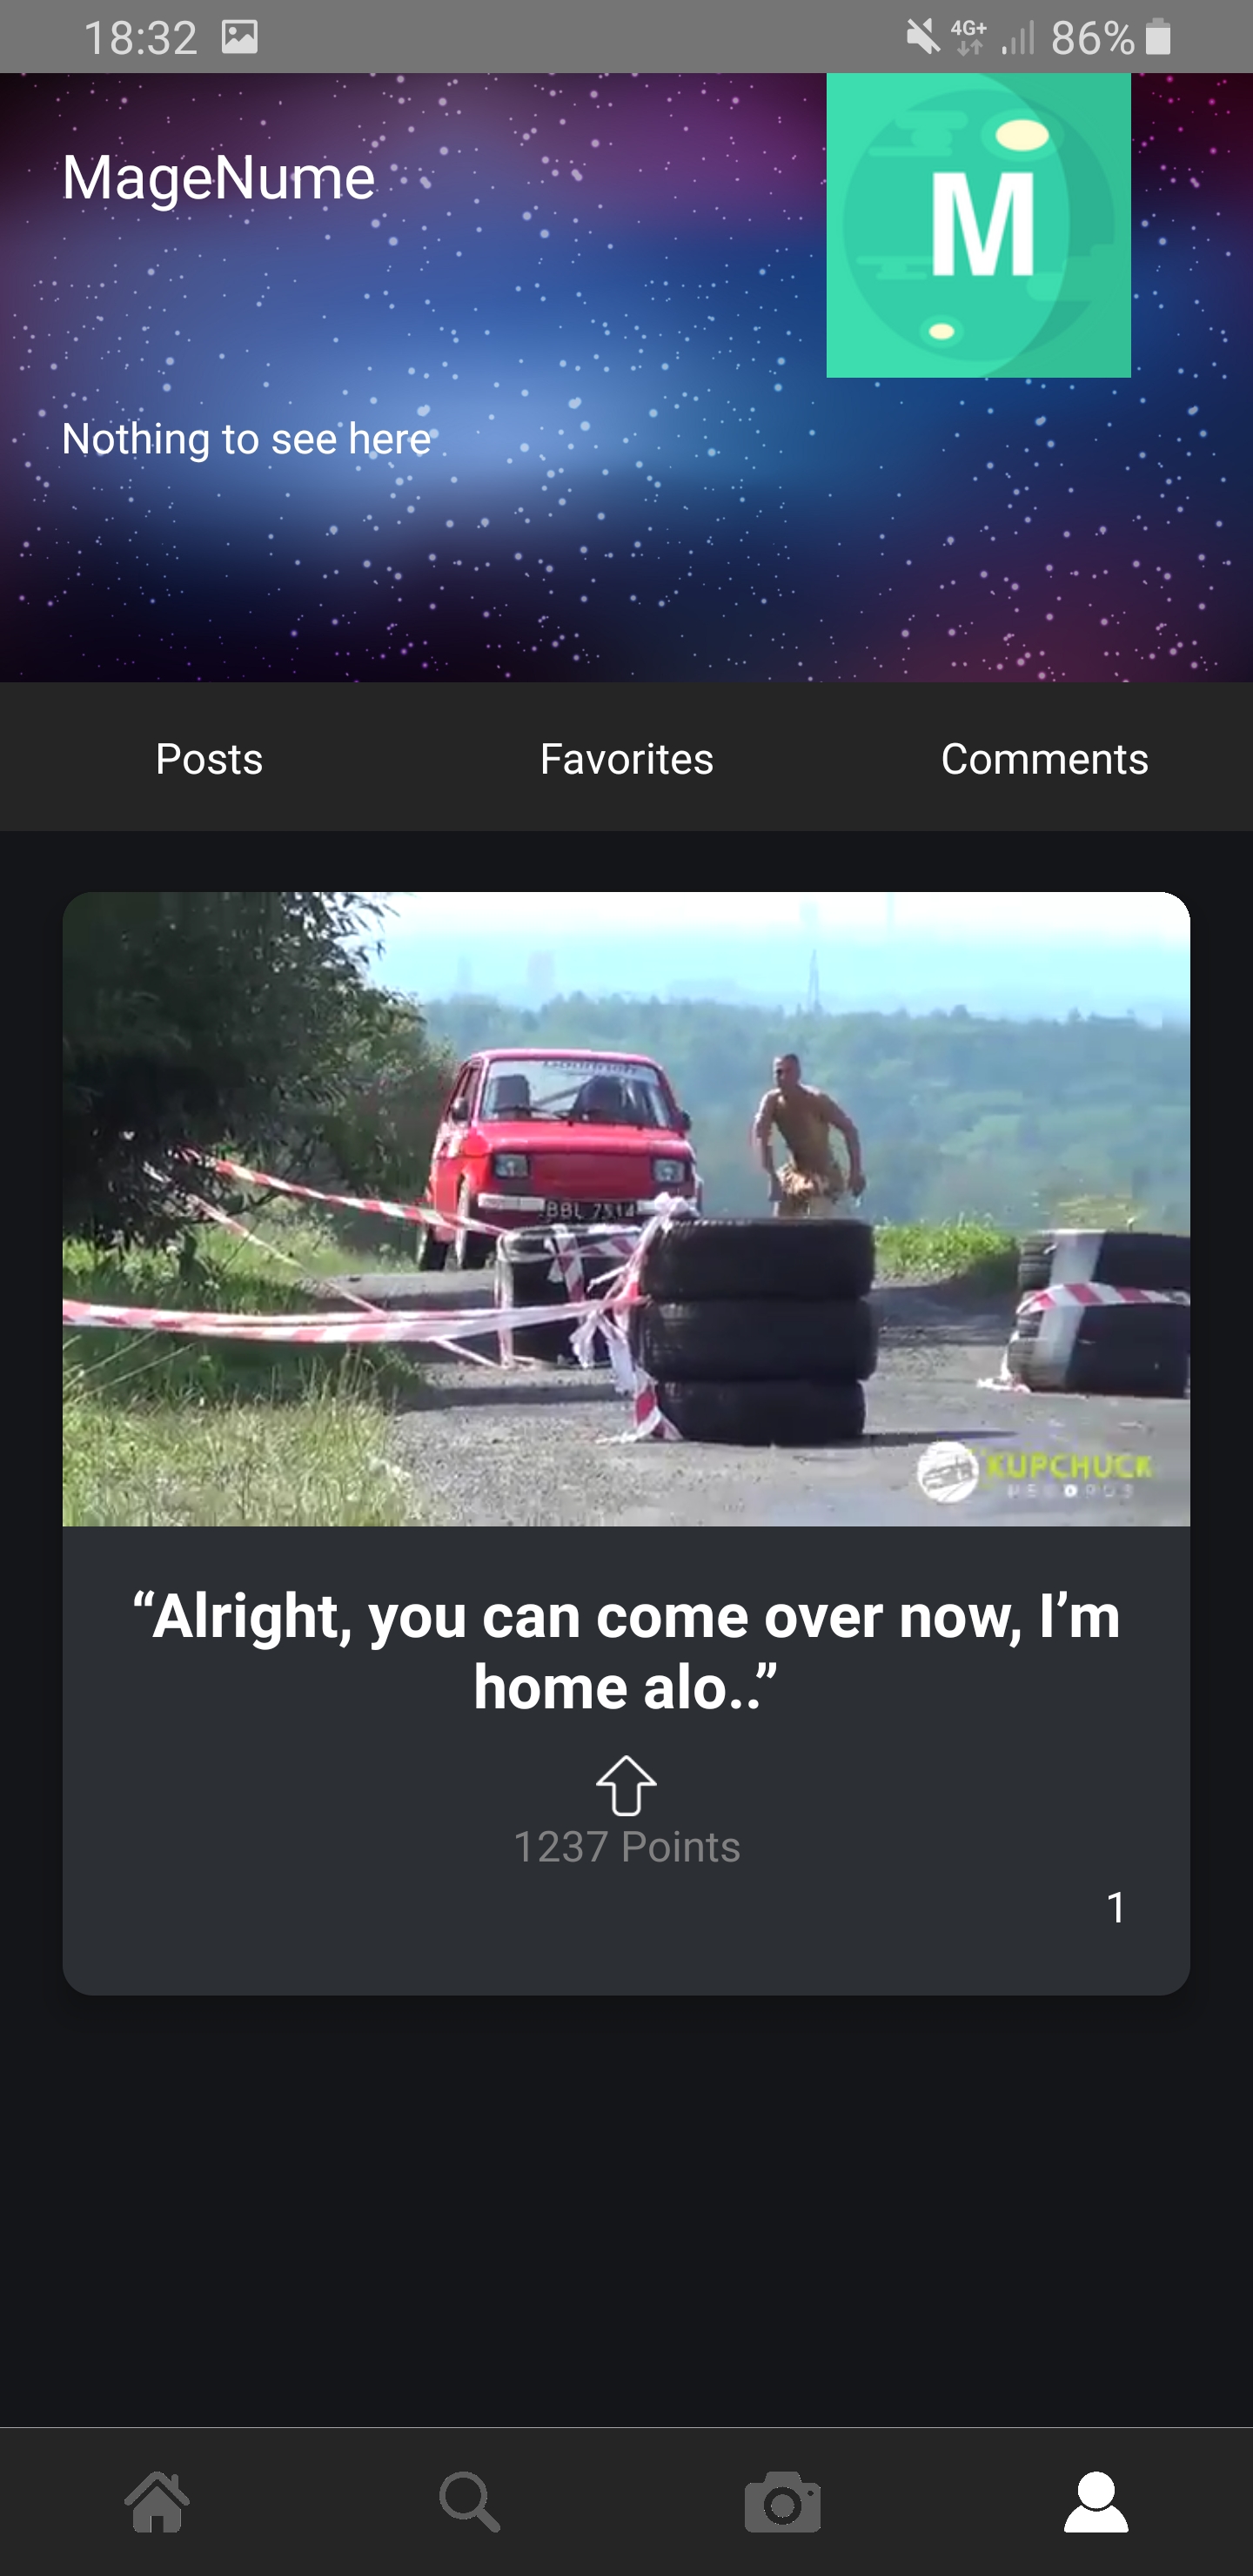 18:32
4G+
86%
MageNume
M
Nothing to see here
Posts
Favorites
Comments
BBL 7514
KUPCHUCK
RECORDS
“Alright, you can come over now, I’m
home alo..”
1237 Points
1